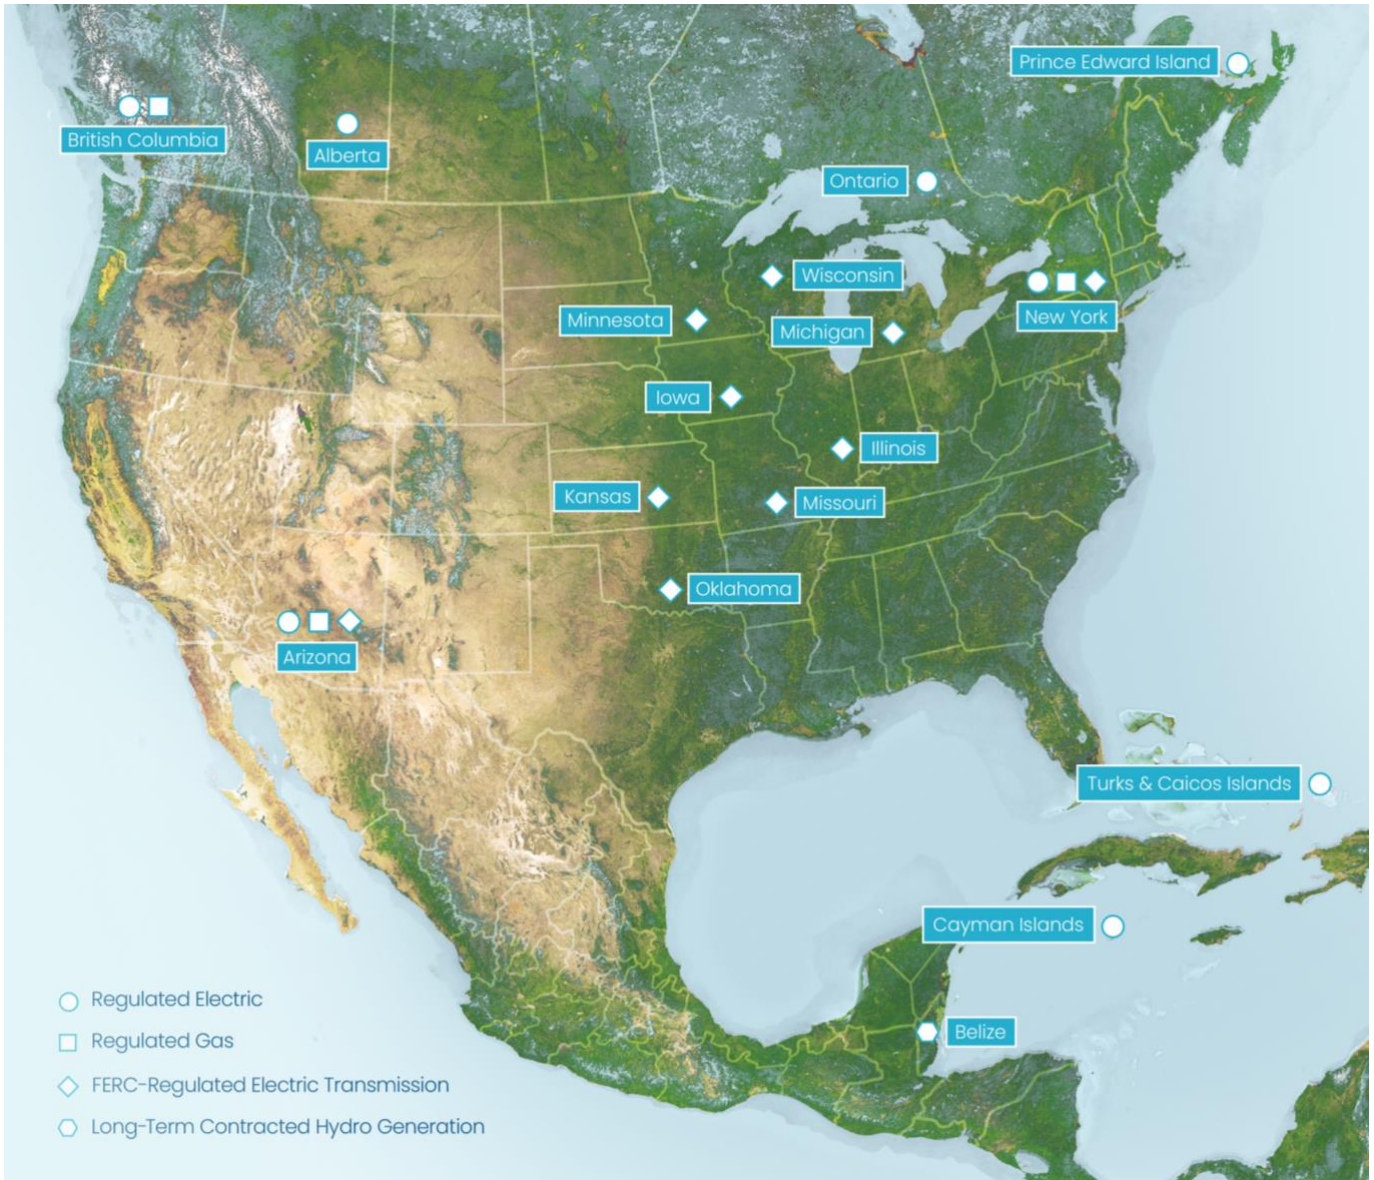 Prince Edward Island
British Columbia
Alberta
Ontario
Wisconsin
New York
Minnesota
Michigan
Iowa
Illinois
Kansas
Missouri
Oklahoma
Arizona
Turks & Caicos Islands
Cayman Islands
Belize
Regulated Electric
Regulated Gas
FERC-Regulated Electric Transmission
Long-Term Contracted Hydro Generation